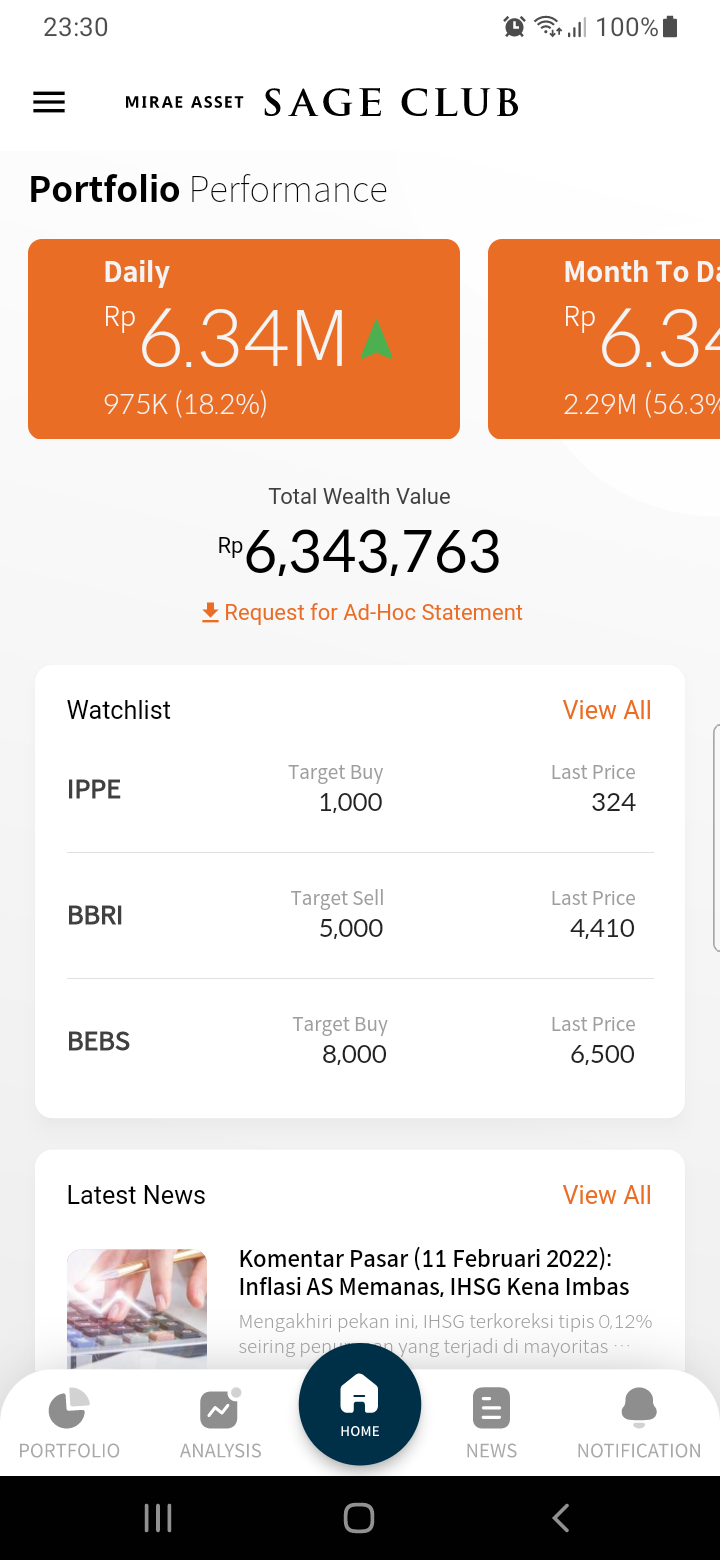 23:30
100%
MIRAE ASSET SAGE CLUB
Portfolio Performance
Daily
Rp 6.34M
975K (18.2%)
Month To Da
Rp 6.34
2.29M (56.3%
Total Wealth Value
Rp 6,343,763
Request for Ad-Hoc Statement
Watchlist View All
IPPE
Target Buy
1,000
Last Price
324
BBRI
Target Sell
5,000
Last Price
4,410
BEBS
Target Buy
8,000
Last Price
6,500
Latest News View All
Komentar Pasar (11 Februari 2022):
Inflasi AS Memanas, IHSG Kena Imbas
Mengakhiri pekan ini, IHSG terkoreksi tipis 0,12%
seiring yang terjadi di mayoritas ...
PORTFOLIO
ANALYSIS
HOME
NEWS
NOTIFICATION